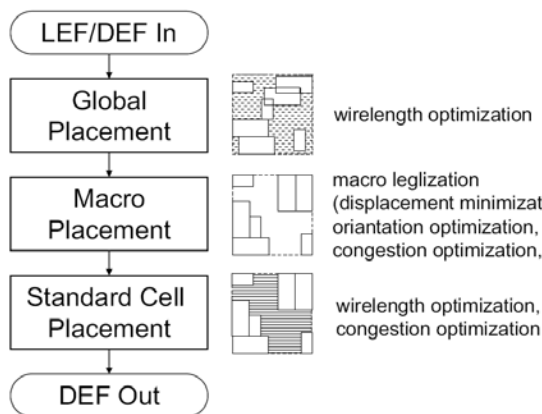 LEF/DEF In
Global
Placement
wirelength optimization
Macro
Placement
macro leglization
(displacement minimizat
oriantation optimization,
congestion optimization,
Standard Cell
Placement
wirelength optimization,
congestion optimization
DEF Out